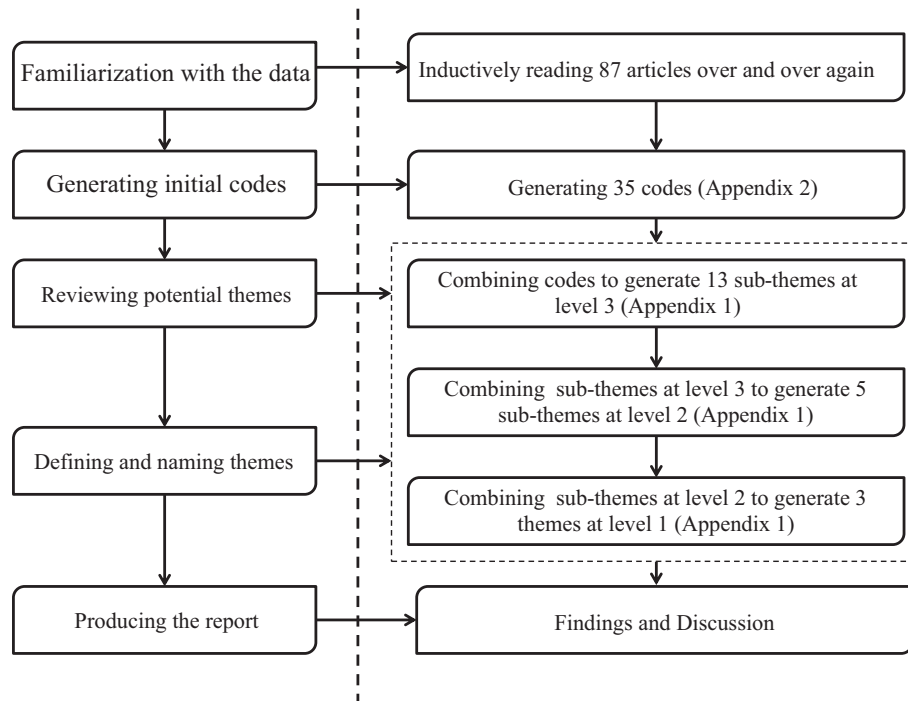 Familiarization with the data
Inductively reading 87 articles over and over again
Generating initial codes
Generating 35 codes (Appendix 2)
Reviewing potential themes
Combining codes to generate 13 sub-themes at
level 3 (Appendix 1)
Combining sub-themes at level 3 to generate 5
sub-themes at level 2 (Appendix 1)
Defining and naming themes
Combining sub-themes at level 2 to generate 3
themes at level 1 (Appendix 1)
Producing the report
Findings and Discussion